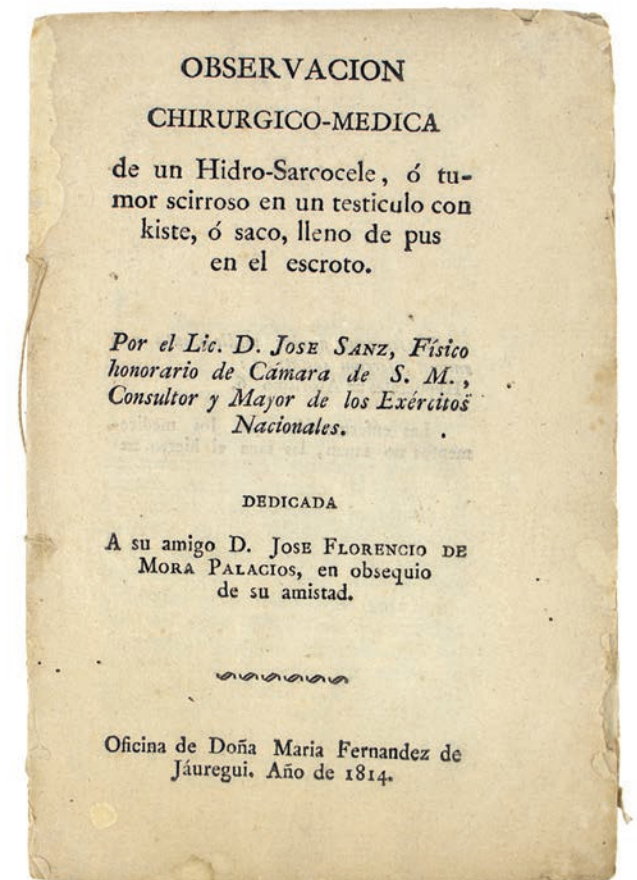 OBSERVACION
CHIRURGICO-MEDICA
de un Hidro-Sarcocele, ó tu-
mor scirroso en un testiculo con
kiste, ó saco, lleno de pus
en el escroto.
Por el Lic. D. JOSE SANZ, Físico
honorario de Cámara de S. M.,
Consultor y Mayor de los Exércitos
Nacionales.
DEDICADA
A su amigo D. JOSE FLORENCIO DE
MORA PALACIOS, en obsequio
de su amistad.
Oficina de Doña Maria Fernandez de
Jáuregui. Año de 1814.